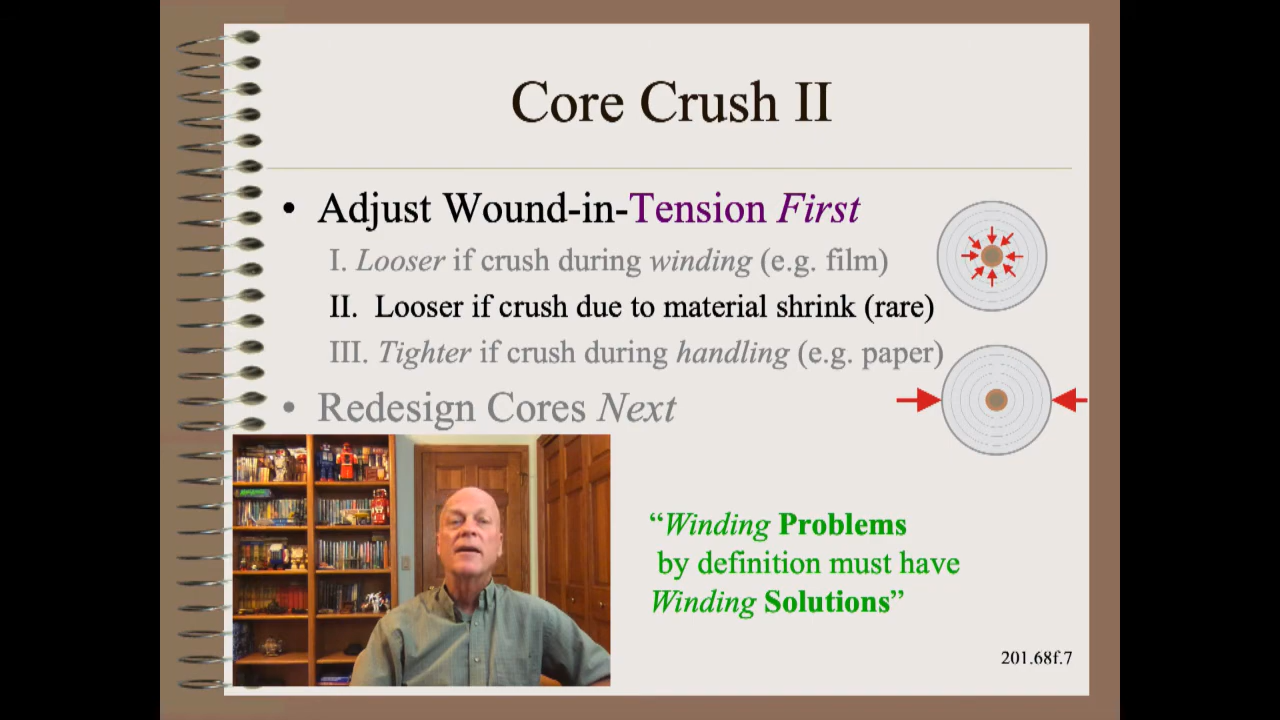 Core Crush II
• Adjust Wound-in-Tension First
I. Looser if crush during winding (e.g. film)
II. Looser if crush due to material shrink (rare)
III. Tighter if crush during handling (e.g. paper)
• Redesign Cores Next
“Winding Problems
by definition must have
Winding Solutions”
201.68f.7